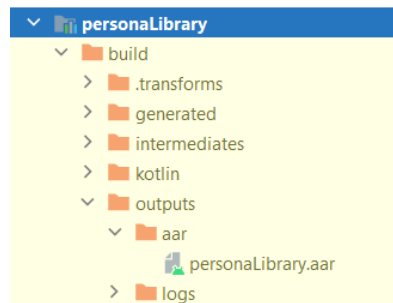 personaLibrary
build
.transforms
generated
intermediates
kotlin
outputs
aar
personaLibrary.aar
logs